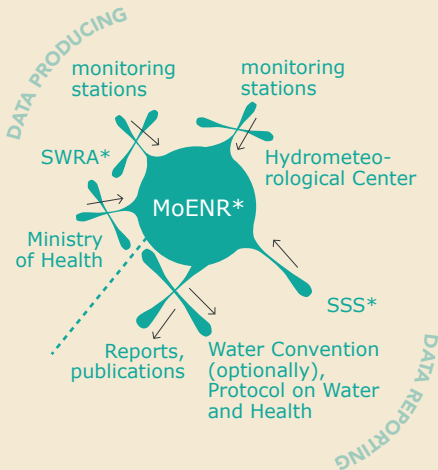 DATA PRODUCING
monitoring
stations
monitoring
stations
SWRA*
Hydrometeo-
rological Center
MoENR*
Ministry
of Health
SSS*
Reports,
publications
Water Convention
(optionally),
Protocol on Water
and Health
DATA REPORTING